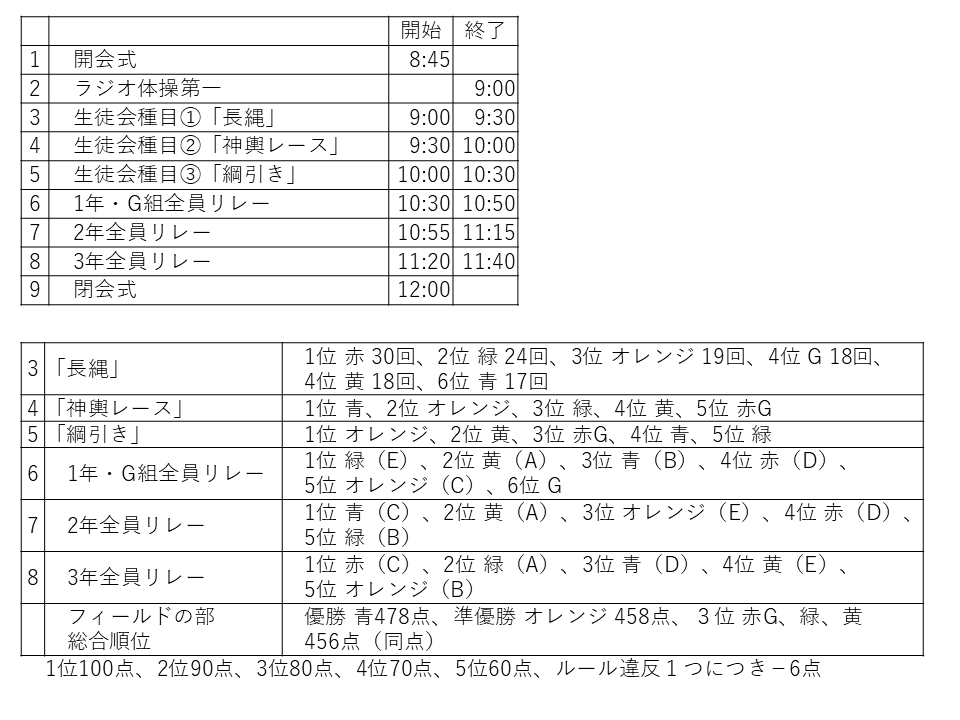 開始 終了
1 開会式 8:45
2 ラジオ体操第一 9:00
3 生徒会種目①「長縄」 9:00 9:30
4 生徒会種目②「神輿レース」 9:30 10:00
5 生徒会種目③「綱引き」 10:00 10:30
6 1年・G組全員リレー 10:30 10:50
7 2年全員リレー 10:55 11:15
8 3年全員リレー 11:20 11:40
9 閉会式 12:00
3 「長縄」 1位 赤 30回、2位 緑 24回、3位 オレンジ 19回、4位 G 18回、
4位 黄 18回、6位 青 17回
4 「神輿レース」 1位 青、2位 オレンジ、3位 緑、4位 黄、5位 赤G
5 「綱引き」 1位 オレンジ、2位 黄、3位 赤G、4位 青、5位 緑
6 1年・G組全員リレー 1位 緑（E）、2位 黄（A）、3位 青（B）、4位 赤（D）、
5位 オレンジ（C）、6位 G
7 2年全員リレー 1位 青（C）、2位 黄（A）、3位 オレンジ（E）、4位 赤（D）、
5位 緑（B）
8 3年全員リレー 1位 赤（C）、2位 緑（A）、3位 青（D）、4位 黄（E）、
5位 オレンジ（B）
フィールドの部 優勝 青478点、準優勝 オレンジ 458点、３位 赤G、緑、黄
総合順位 456点（同点）
1位100点、2位90点、3位80点、4位70点、5位60点、ルール違反１つにつき－6点